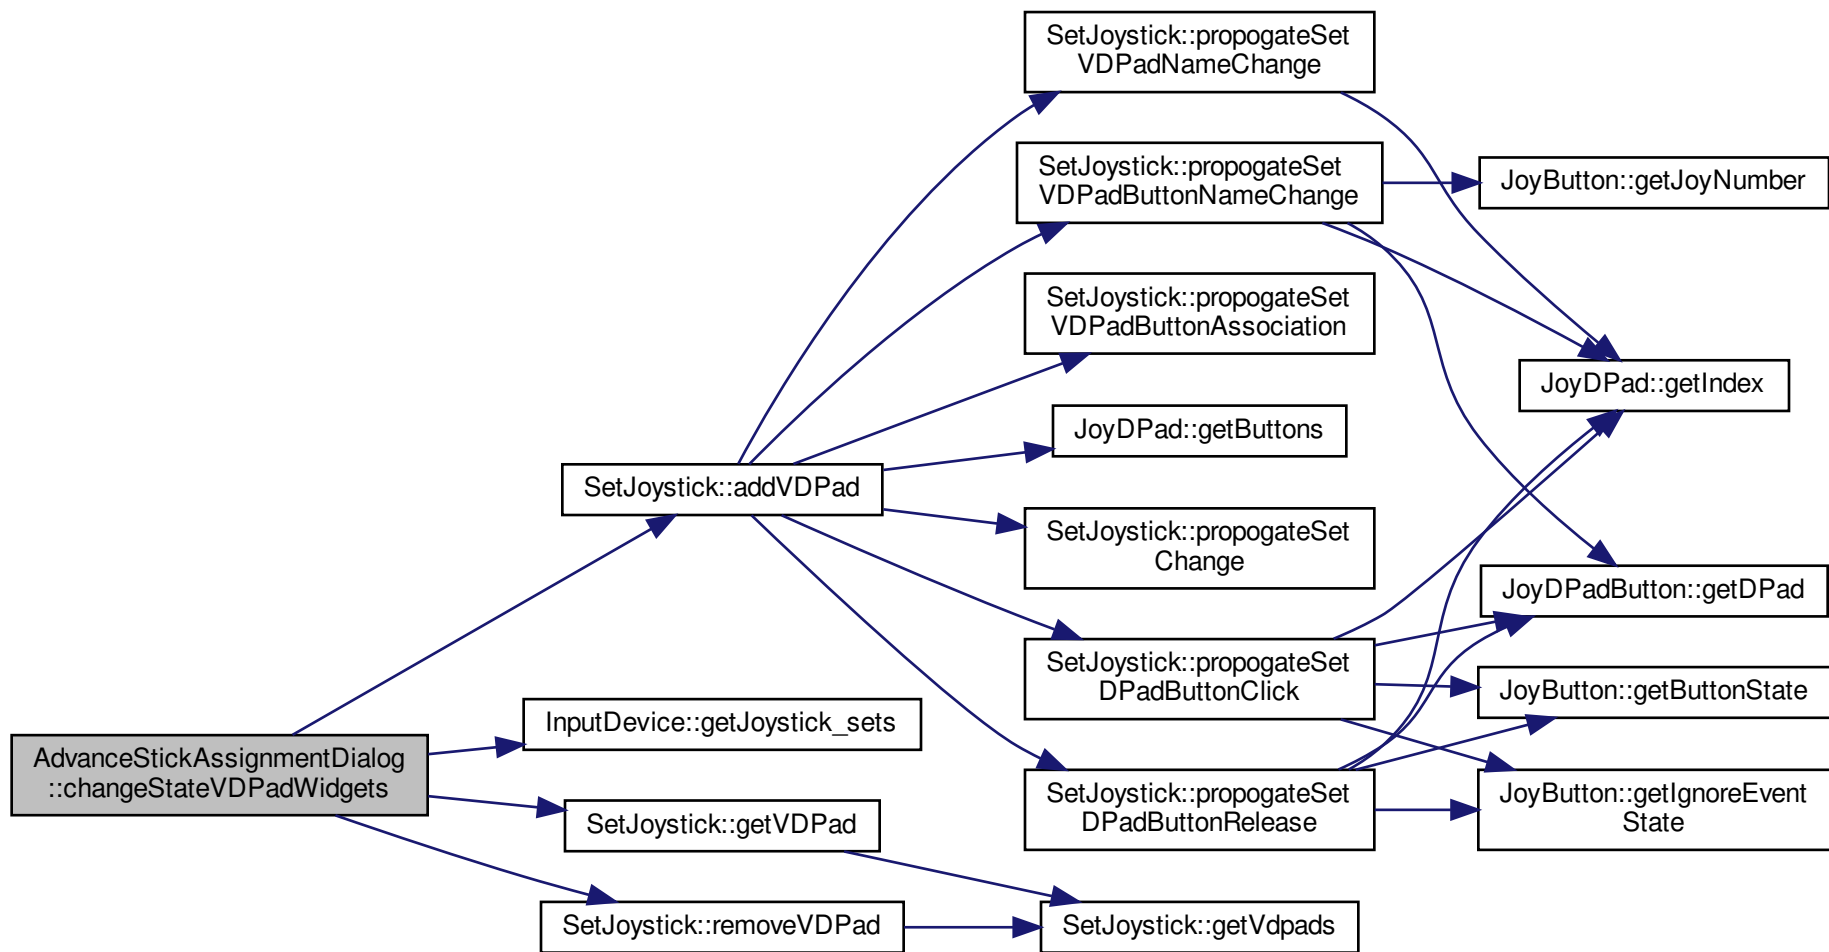 SetJoystick::propogateSet
VDPadNameChange
SetJoystick::propogateSet
VDPadButtonNameChange
JoyButton::getJoyNumber
SetJoystick::propogateSet
VDPadButtonAssociation
JoyDPad::getIndex
JoyDPad::getButtons
SetJoystick::addVDPad
SetJoystick::propogateSet
Change
JoyDPadButton::getDPad
SetJoystick::propogateSet
DPadButtonClick
JoyButton::getButtonState
InputDevice::getJoystick_sets
AdvanceStickAssignmentDialog
::changeStateVDPadWidgets
SetJoystick::propogateSet
DPadButtonRelease
JoyButton::getIgnoreEvent
State
SetJoystick::getVDPad
SetJoystick::removeVDPad
SetJoystick::getVdpads